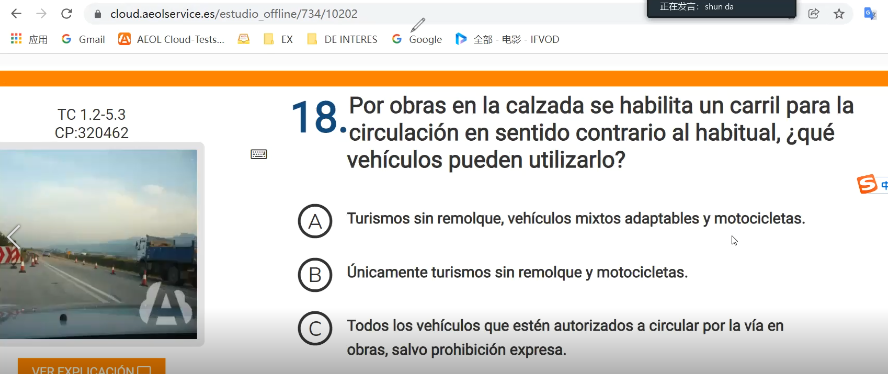 正在发言: shun da
cloud.aeolservice.es/estudio_offline/734/10202
应用 Gmail AEOL Cloud-Tests... EX DE INTERES Google 全部 - 电影 - IFVOD
TC 1.2-5.3
CP:320462
18. Por obras en la calzada se habilita un carril para la
circulación en sentido contrario al habitual, ¿qué
vehículos pueden utilizarlo?
A Turismos sin remolque, vehículos mixtos adaptables y motocicletas.
B Únicamente turismos sin remolque y motocicletas.
C Todos los vehículos que estén autorizados a circular por la vía en
obras, salvo prohibición expresa.
VER EXPLICACIÓN